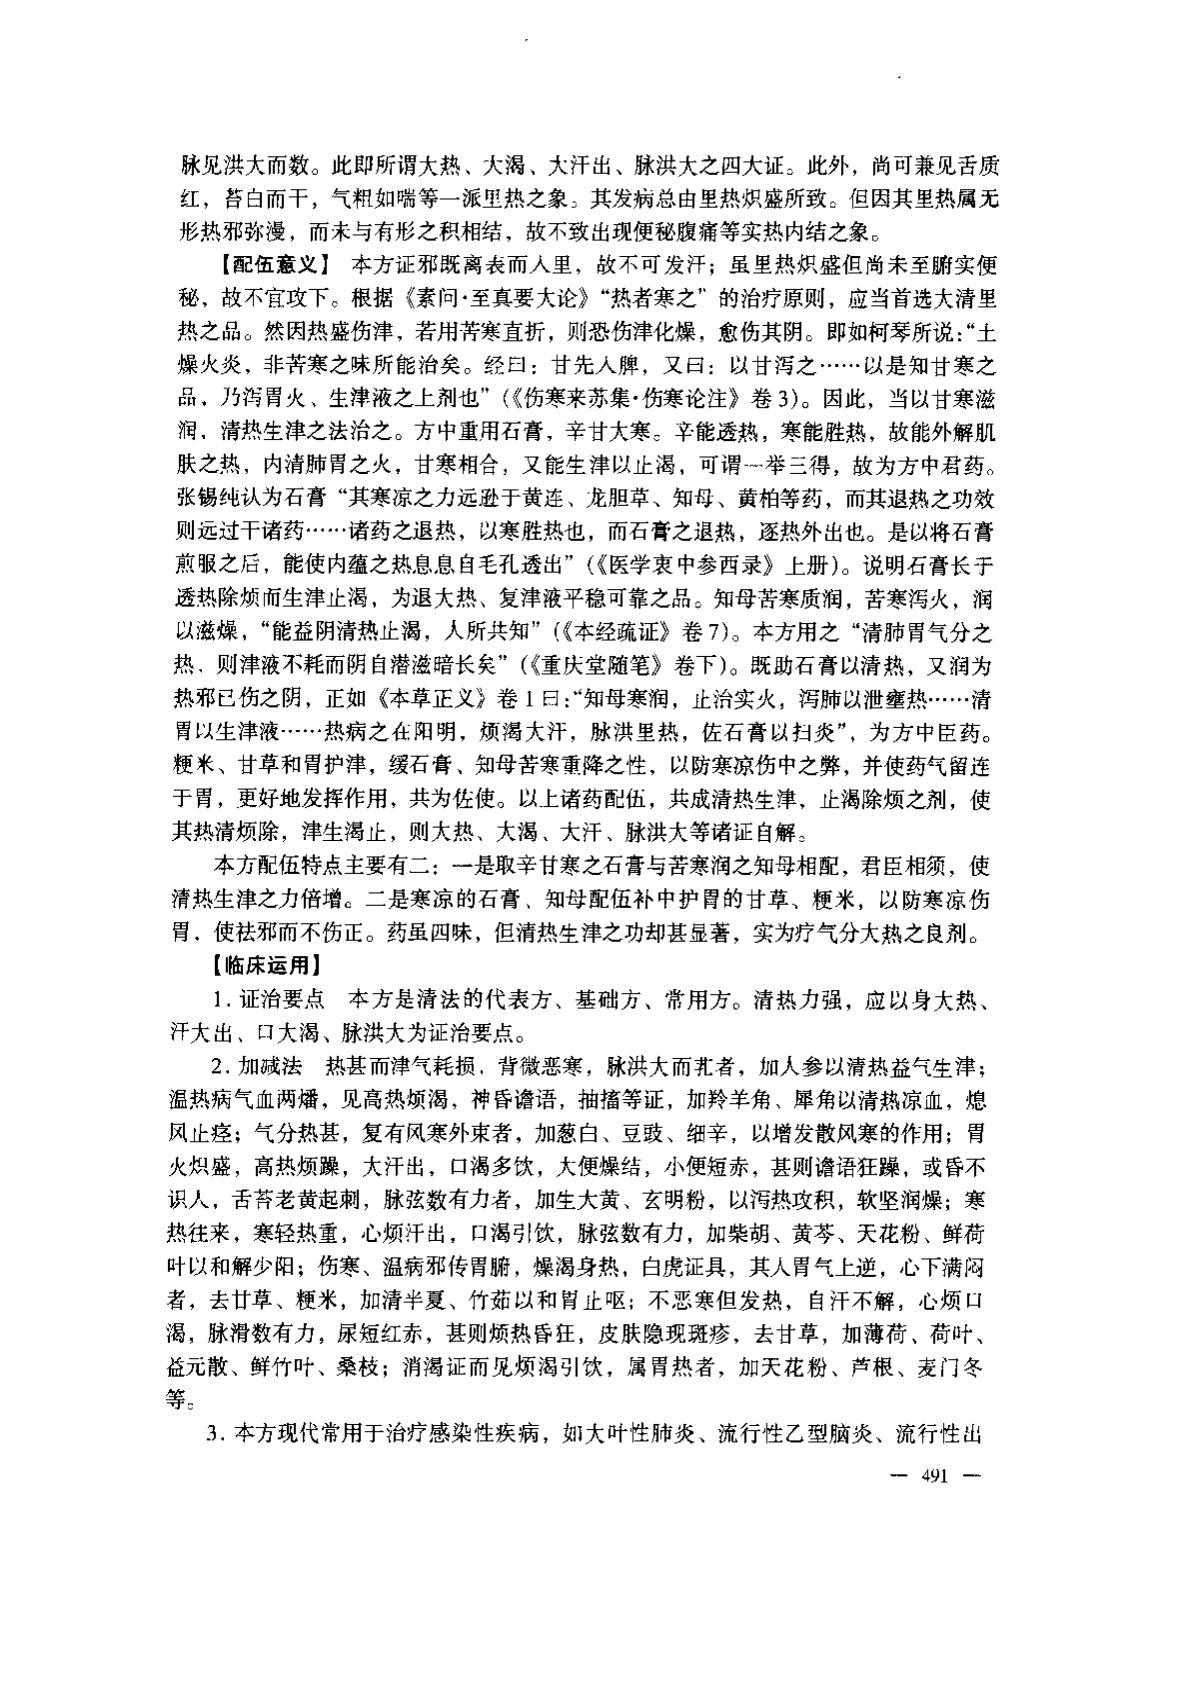 脉见洪大而数。此即所谓大热、大渴、大汗出、脉洪大之四大证。此外，尚可兼见舌质
红，苔白而干，气粗如喘等一派里热之象。其发病总由里热炽盛所致。但因其里热属无
形热邪弥漫，而未与有形之积相结，故不致出现便秘腹痛等实热内结之象。
【配伍意义】 本方证邪既离表而人里，故不可发汗；虽里热炽盛但尚未至腑实便
秘，故不宜攻下。根据《素问·至真要大论》“热者寒之”的治疗原则，应当首选大清里
热之品。然因热盛伤津，若用苦寒直折，则恐伤津化燥，愈伤其阴。即如柯琴所说：“土
燥火炎，非苦寒之味所能治矣。经曰：甘先人脾，又曰：以甘泻之……以是知甘寒之
品，乃泻胃火、生津液之上剂也”（《伤寒来苏集·伤寒论注》卷3）。因此，当以甘寒滋
润，清热生津之法治之。方中重用石膏，辛甘大寒。辛能透热，寒能胜热，故能外解肌
肤之热，内清肺胃之火，甘寒相合，又能生津以止渴，可谓一举三得，故为方中君药。
张锡纯认为石膏“其寒凉之力远逊于黄连、龙胆草、知母、黄柏等药，而其退热之功效
则远过于诸药……诸药之退热，以寒胜热也，而石膏之退热，逐热外出也。是以将石膏
煎服之后，能使内蕴之热息息自毛孔透出”（《医学衷中参西录》上册）。说明石膏长于
透热除烦而生津止渴，为退大热、复津液平稳可靠之品。知母苦寒质润，苦寒泻火，润
以滋燥，“能益阴清热止渴，人所共知”（《本经疏证》卷7）。本方用之“清肺胃气分之
热，则津液不耗而阴自潜滋暗长矣”（《重庆堂随笔》卷下）。既助石膏以清热，又润为
热邪已伤之阴，正如《本草正义》卷1曰：“知母寒润，止治实火，泻肺以泄壅热……清
胃以生津液……热病之在阳明，烦渴大汗，脉洪里热，佐石膏以扫炎”，为方中臣药。
粳米、甘草和胃护津，缓石膏、知母苦寒重降之性，以防寒凉伤中之弊，并使药气留连
于胃，更好地发挥作用，共为佐使。以上诸药配伍，共成清热生津，止渴除烦之剂，使
其热清烦除，津生渴止，则大热、大渴、大汗、脉洪大等诸证自解。
本方配伍特点主要有二：一是取辛甘寒之石膏与苦寒润之知母相配，君臣相须，使
清热生津之力倍增。二是寒凉的石膏、知母配伍补中护胃的甘草、粳米，以防寒凉伤
胃，使祛邪而不伤正。药虽四味，但清热生津之功却甚显著，实为疗气分大热之良剂。
【临床运用】
1. 证治要点 本方是清法的代表方、基础方、常用方。清热力强，应以身大热、
汗大出、口大渴、脉洪大为证治要点。
2. 加减法 热甚而津气耗损，背微恶寒，脉洪大而芤者，加人参以清热益气生津；
温热病气血两燔，见高热烦渴，神昏谵语，抽搐等证，加羚羊角、犀角以清热凉血，熄
风止痉；气分热甚，复有风寒外束者，加葱白、豆豉、细辛，以增发散风寒的作用；胃
火炽盛，高热烦躁，大汗出，口渴多饮，大便燥结，小便短赤，甚则谵语狂躁，或昏不
识人，舌苔老黄起刺，脉弦数有力者，加生大黄、玄明粉，以泻热攻积，软坚润燥；寒
热往来，寒轻热重，心烦汗出，口渴引饮，脉弦数有力，加柴胡、黄芩、天花粉、鲜荷
叶以和解少阳；伤寒、温病邪传胃腑，燥渴身热，白虎证具，其人胃气上逆，心下满闷
者，去甘草、粳米，加清半夏、竹茹以和胃止呕；不恶寒但发热，自汗不解，心烦口
渴，脉滑数有力，尿短红赤，甚则烦热昏狂，皮肤隐现斑疹，去甘草，加薄荷、荷叶、
益元散、鲜竹叶、桑枝；消渴证而见烦渴引饮，属胃热者，加天花粉、芦根、麦门冬
等。
3. 本方现代常用于治疗感染性疾病，如大叶性肺炎、流行性乙型脑炎、流行性出
— 491 —